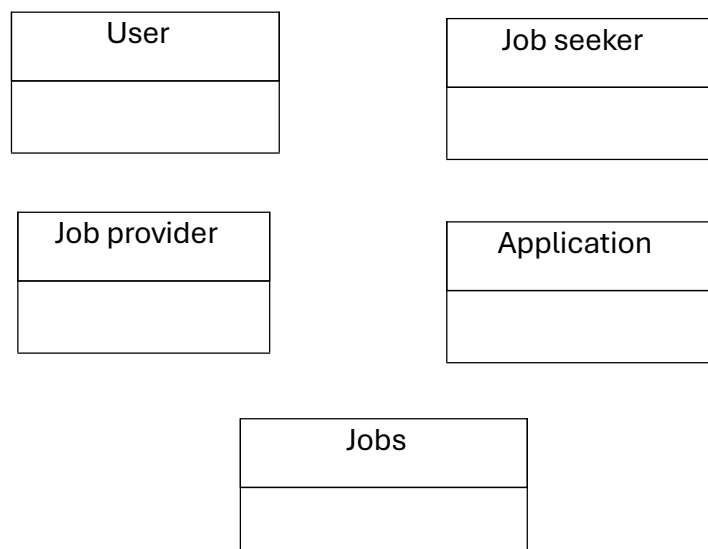 User
Job seeker
Job provider
Application
Jobs